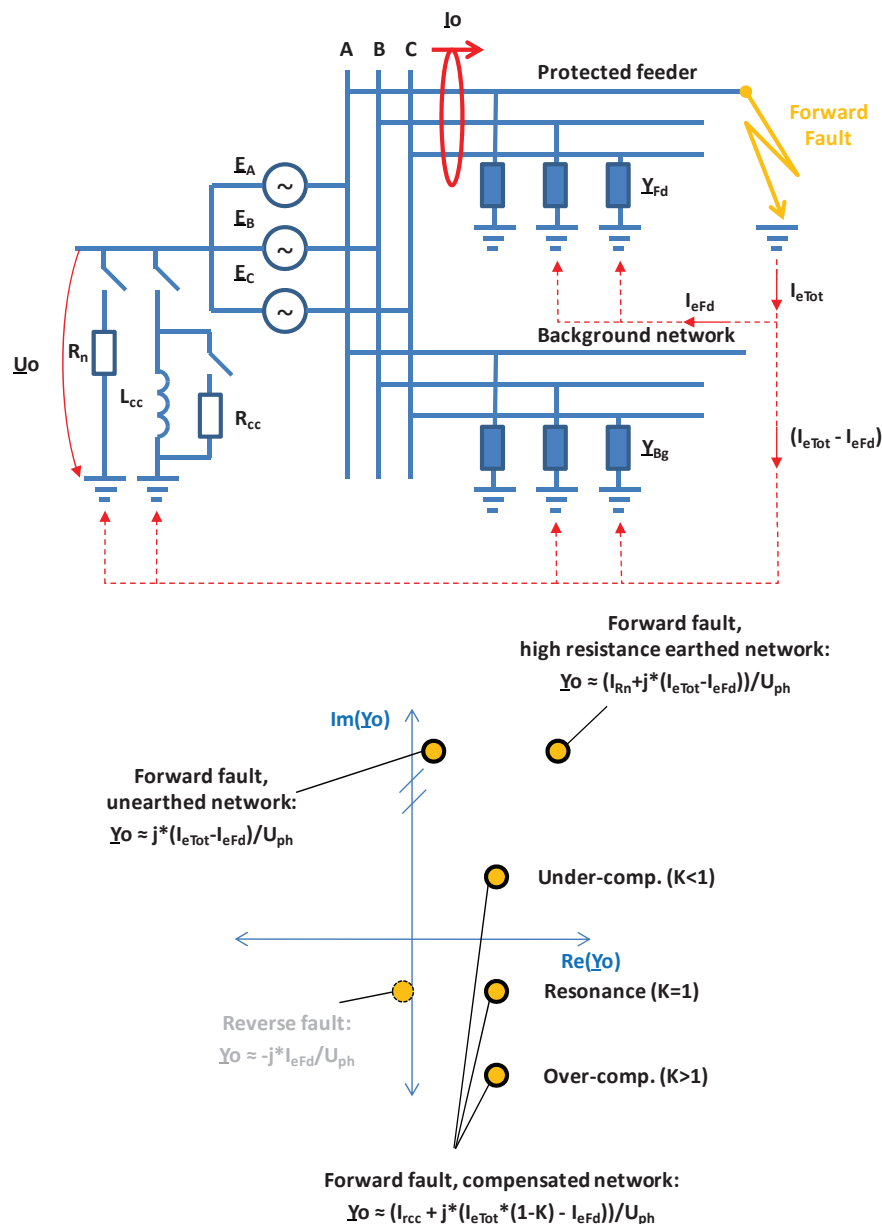 Io
A B C
Protected feeder
Forward
Fault
EA
~
YFd
EB
~
EC
~
IeTot
IeFd
Background network
Rn
Uo
Lcc
Rcc
(IeTot - IeFd)
YBg
Forward fault,
high resistance earthed network:
Yo ≈ (IRn+j*(IeTot-IeFd))/Uph
Im(Yo)
Forward fault,
unearthed network:
Yo ≈ j*(IeTot-IeFd)/Uph
Under-comp. (K<1)
Re(Yo)
Resonance (K=1)
Reverse fault:
Yo ≈ -j*IeFd/Uph
Over-comp. (K>1)
Forward fault, compensated network:
Yo ≈ (Ircc + j*(IeTot*(1-K) - IeFd))/Uph